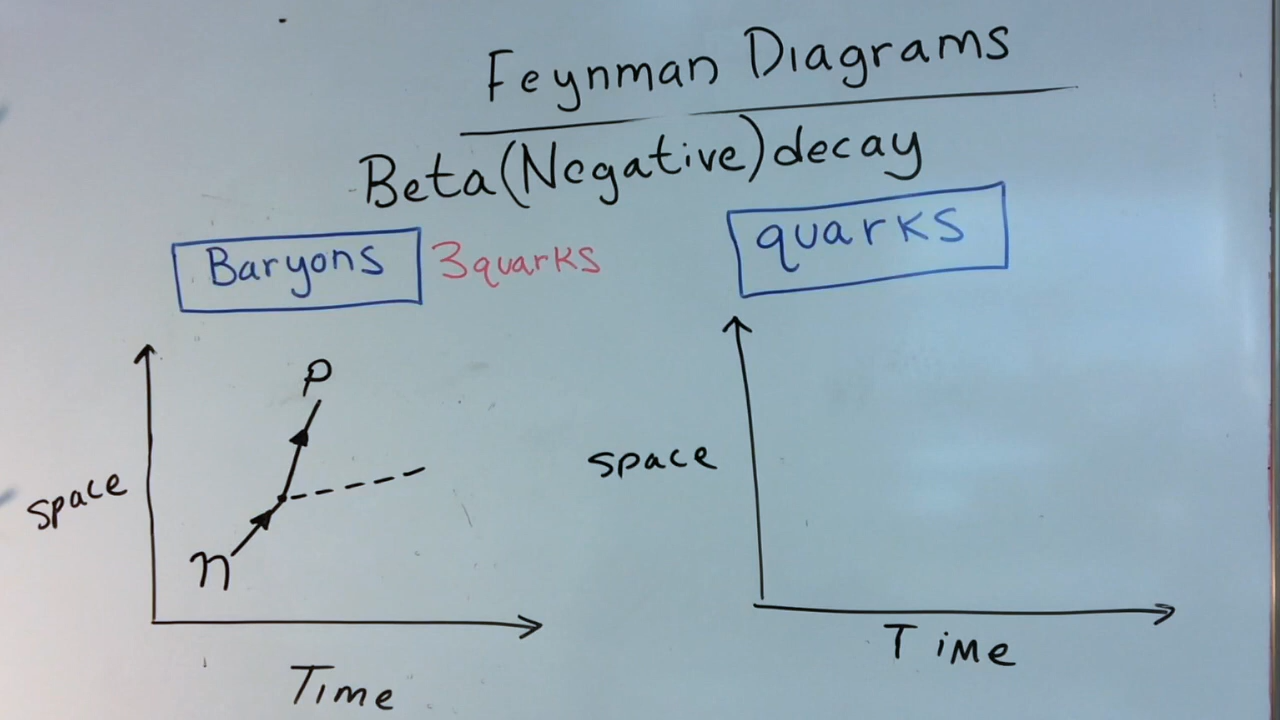 Feynman Diagrams
Beta(Negative)decay
Baryons 3quarks
quarks
P
space
n
Time
space
Time